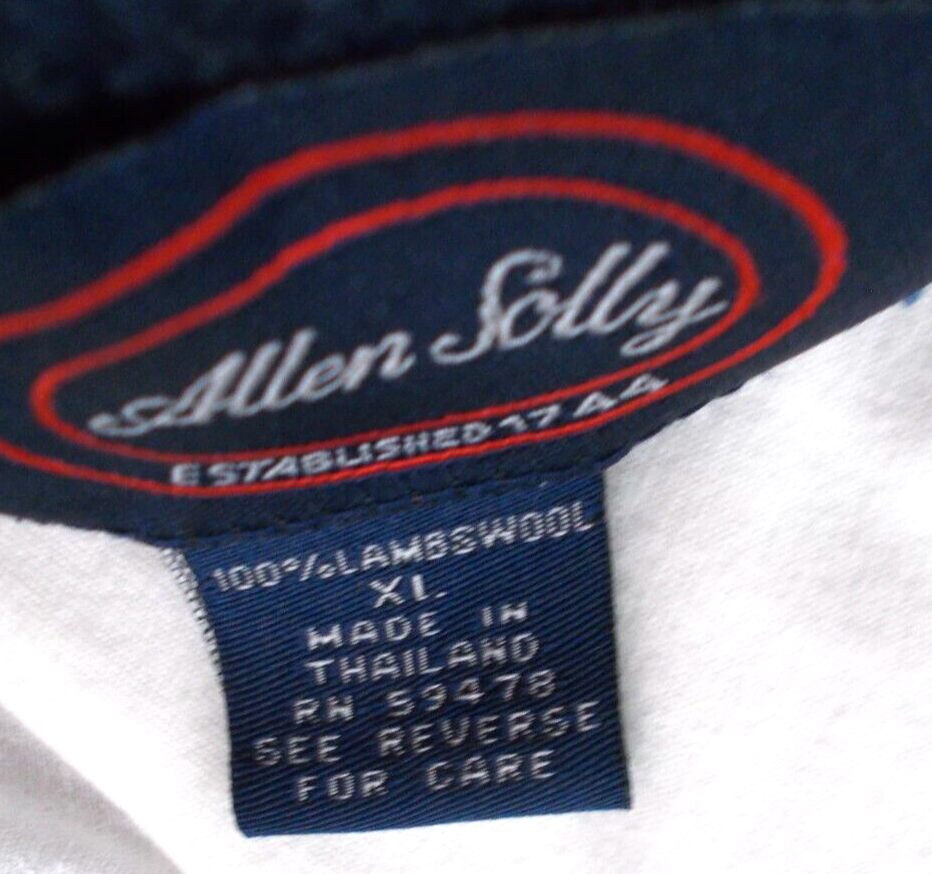 Allen Solly
ESTABLISHED 1744
100% LAMBSWOOL
XL
MADE IN
THAILAND
RN 59478
SEE REVERSE
FOR CARE